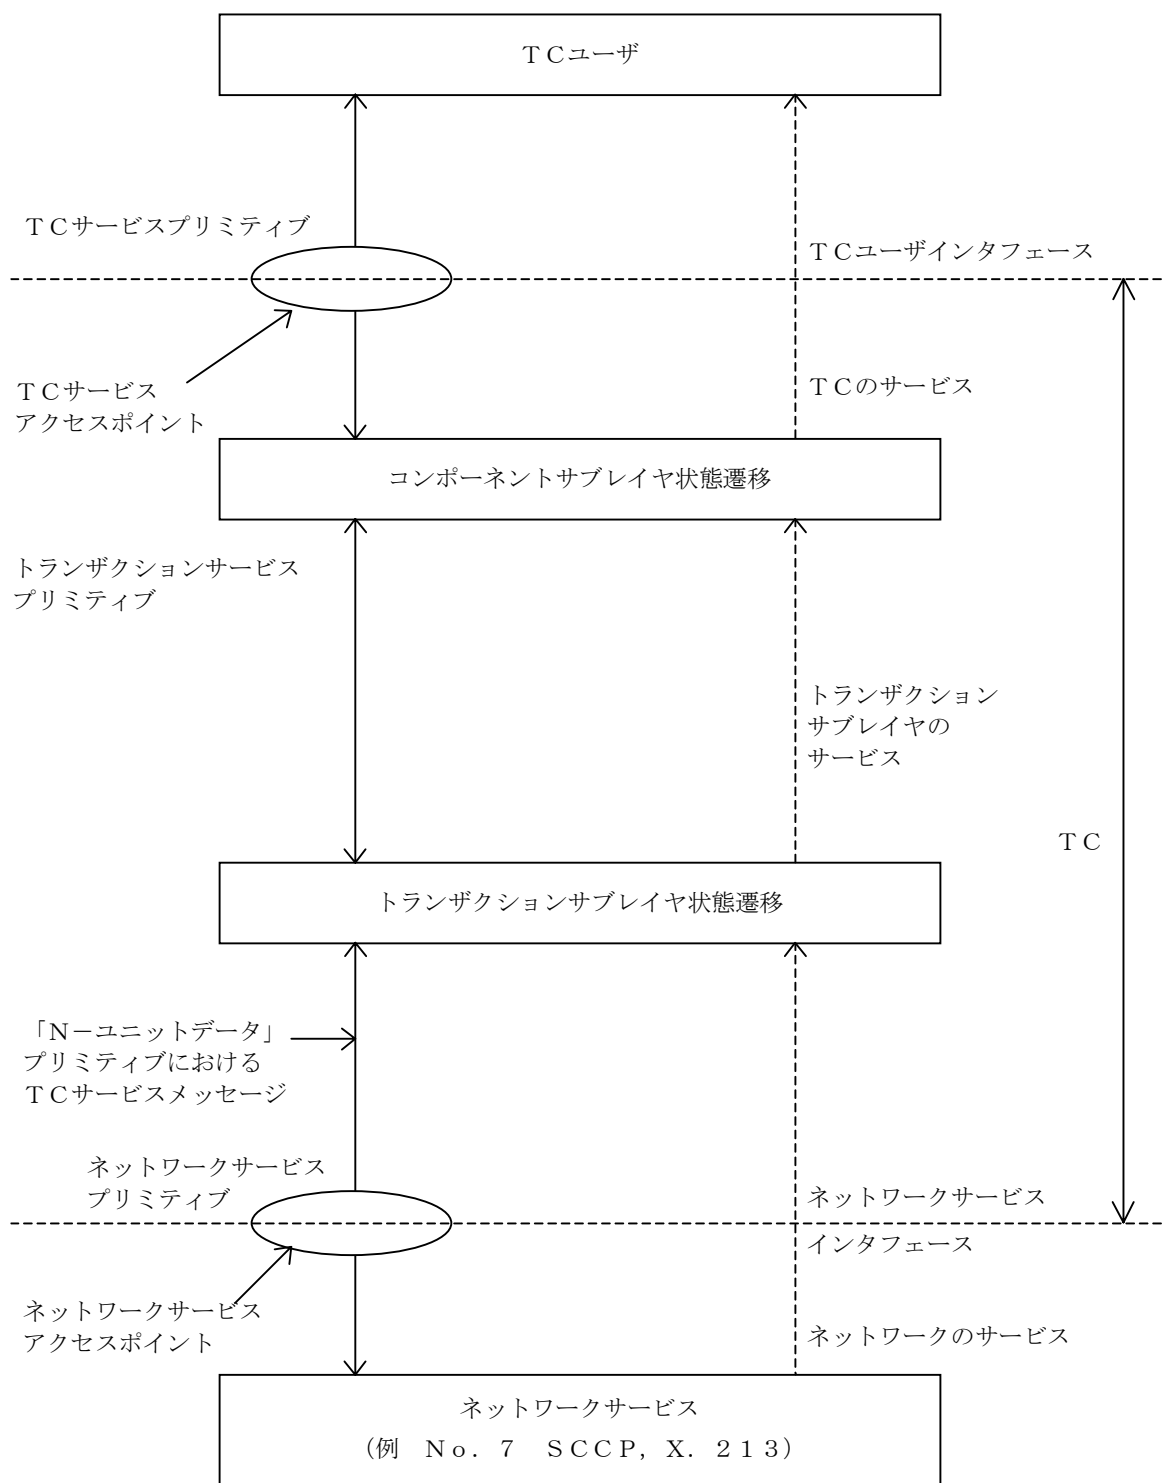 ＴＣユーザ
ＴＣサービスプリミティブ
ＴＣユーザインタフェース
ＴＣサービス
アクセスポイント
ＴＣのサービス
コンポーネントサブレイヤ状態遷移
トランザクションサービス
プリミティブ
トランザクション
サブレイヤの
サービス
ＴＣ
トランザクションサブレイヤ状態遷移
「Ｎ－ユニットデータ」
プリミティブにおける
ＴＣサービスメッセージ
ネットワークサービス
プリミティブ
ネットワークサービス
インタフェース
ネットワークサービス
アクセスポイント
ネットワークのサービス
ネットワークサービス
（例　Ｎｏ．７　ＳＣＣＰ，Ｘ．２１３）